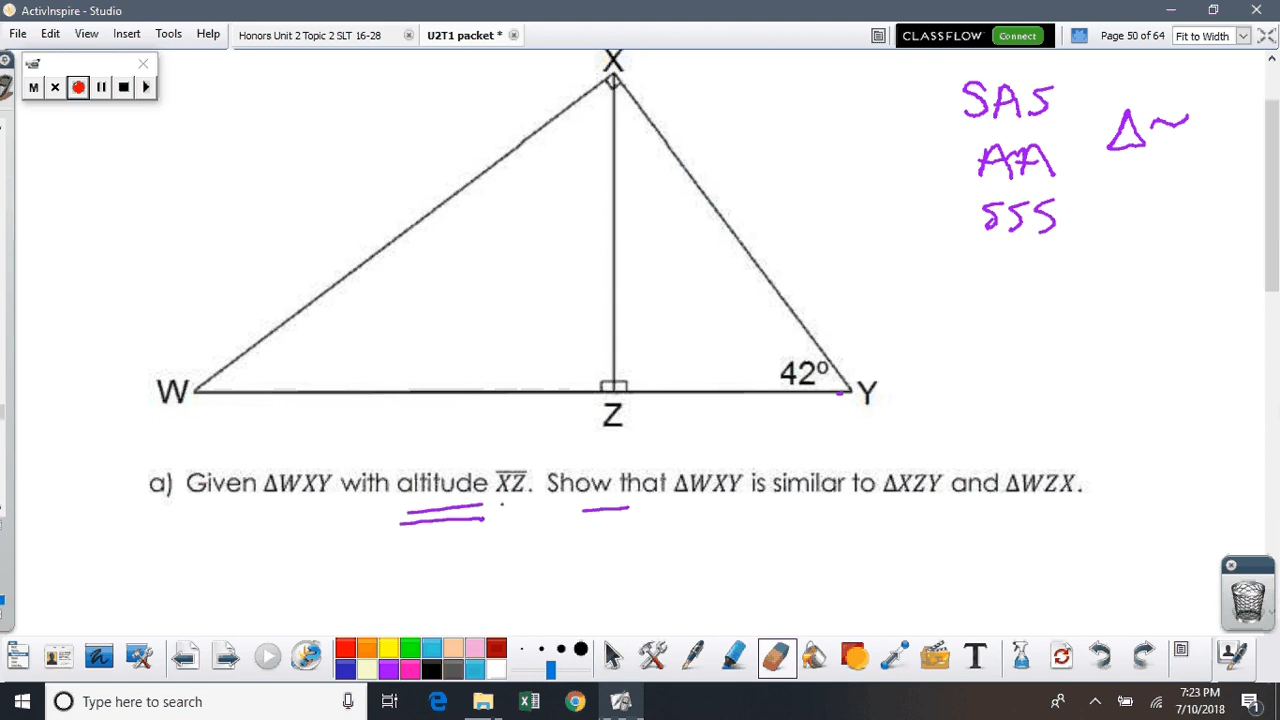 ActivInspire - Studio
File Edit View Insert Tools Help
Honors Unit 2 Topic 2 SLT 16-28
U2T1 packet *
CLASSFLOW Connect
Page 50 of 64
Fit to Width
M
X
SAS
AA
SSS
Δ~
42º
W
Y
Z
a) Given ΔWXY with altitude X̅Z̅. Show that ΔWXY is similar to ΔXZY and ΔWZX.
T
Type here to search
7:23 PM
7/10/2018
1